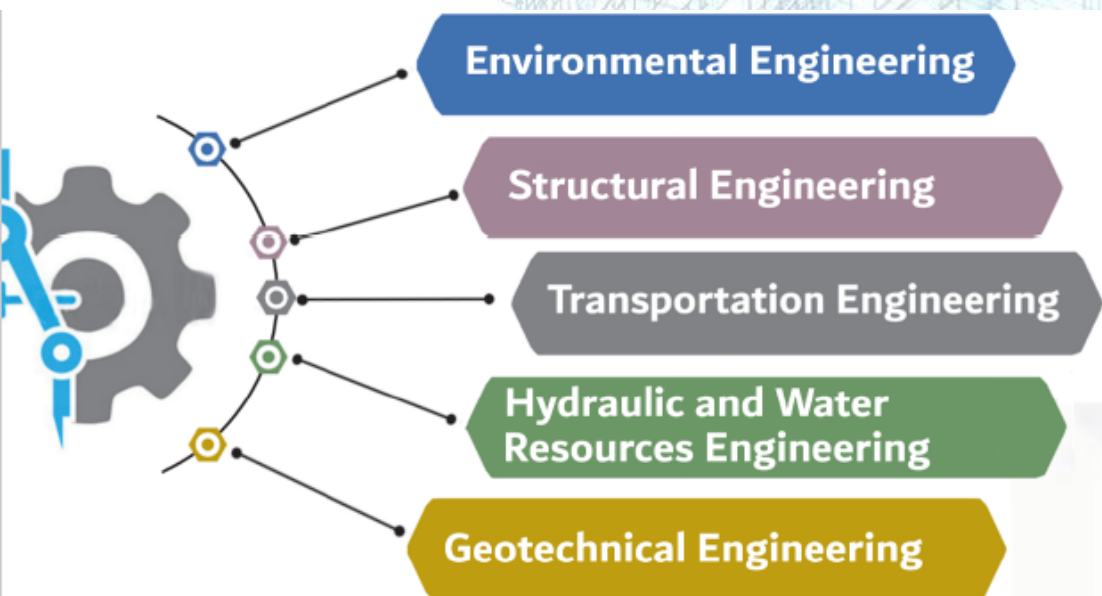 Environmental Engineering
Structural Engineering
Transportation Engineering
Hydraulic and Water
Resources Engineering
Geotechnical Engineering